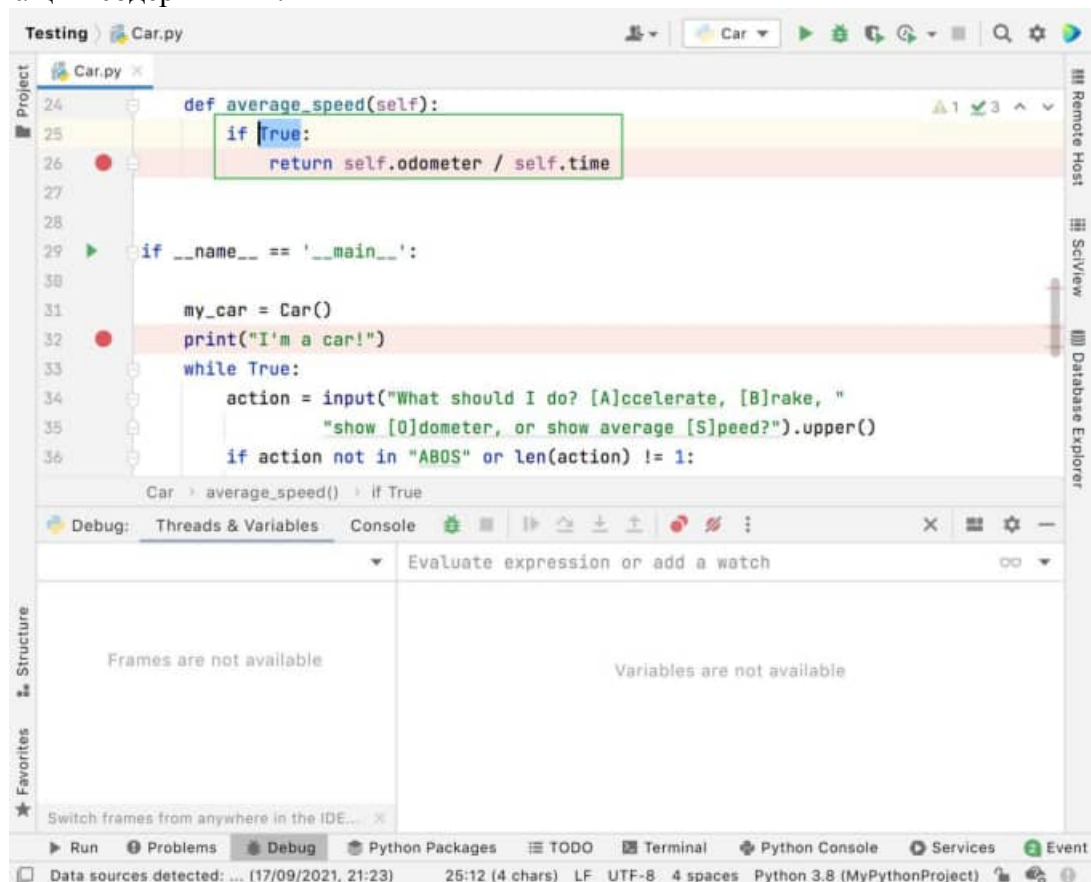 Testing Car.py Car
Project
Car.py
24 def average_speed(self): 1 3
25 if True:
26 return self.odometer / self.time
27
28
29 if __name__ == '__main__':
30
31 my_car = Car()
32 print("I'm a car!")
33 while True:
34 action = input("What should I do? [A]ccelerate, [B]rake, "
35 "show [O]dometer, or show average [S]peed?").upper()
36 if action not in "ABOS" or len(action) != 1:
Car average_speed() if True
Remote Host
SciView
Database Explorer
Debug: Threads & Variables Console
Evaluate expression or add a watch
Frames are not available
Variables are not available
Structure
Favorites
Switch frames from anywhere in the IDE...
Run Problems Debug Python Packages TODO Terminal Python Console Services Event
Data sources detected: ... (17/09/2021, 21:23) 25:12 (4 chars) LF UTF-8 4 spaces Python 3.8 (MyPythonProject)